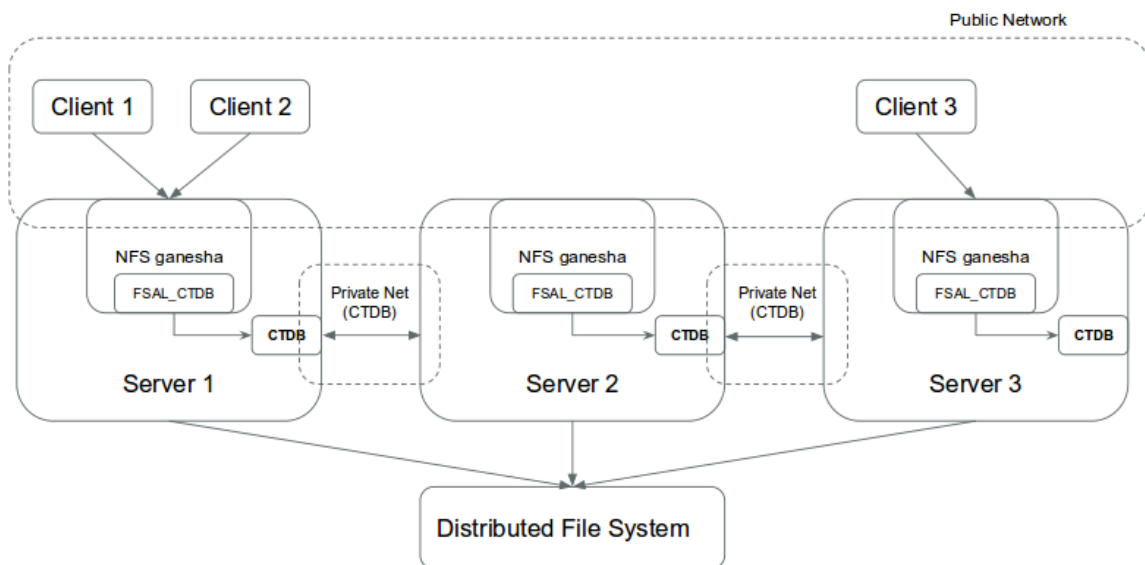 Public Network
Client 1
Client 2
Client 3
NFS ganesha
FSAL_CTDB
CTDB
Server 1
Private Net
(CTDB)
NFS ganesha
FSAL_CTDB
CTDB
Server 2
Private Net
(CTDB)
NFS ganesha
FSAL_CTDB
CTDB
Server 3
Distributed File System